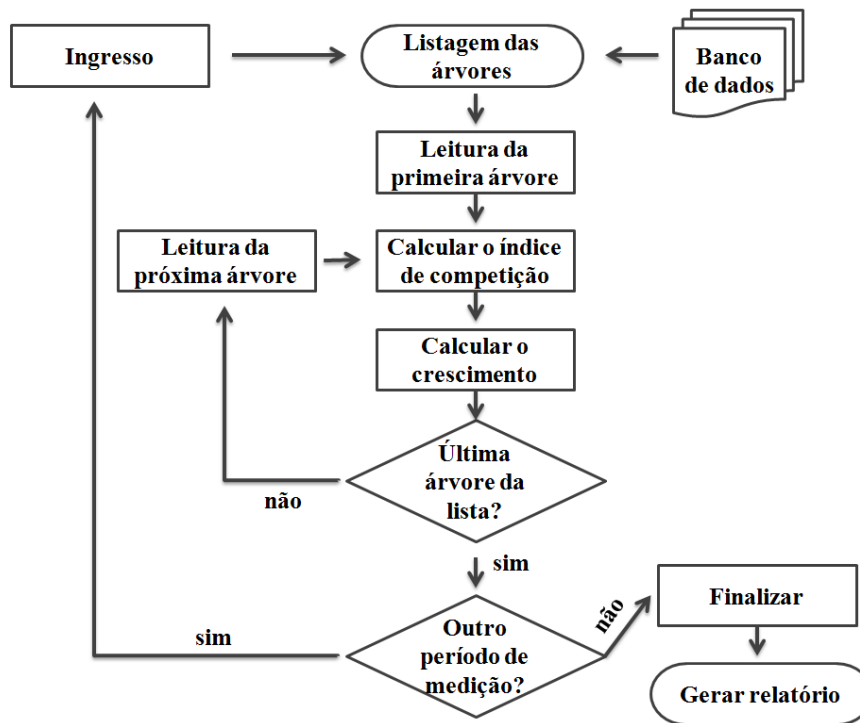 Ingresso
Listagem das
árvores
Banco
de dados
Leitura da
primeira árvore
Leitura da
próxima árvore
Calcular o índice
de competição
Calcular o
crescimento
Última
árvore da
lista?
não
sim
Outro
período de
medição?
sim
não
Finalizar
Gerar relatório